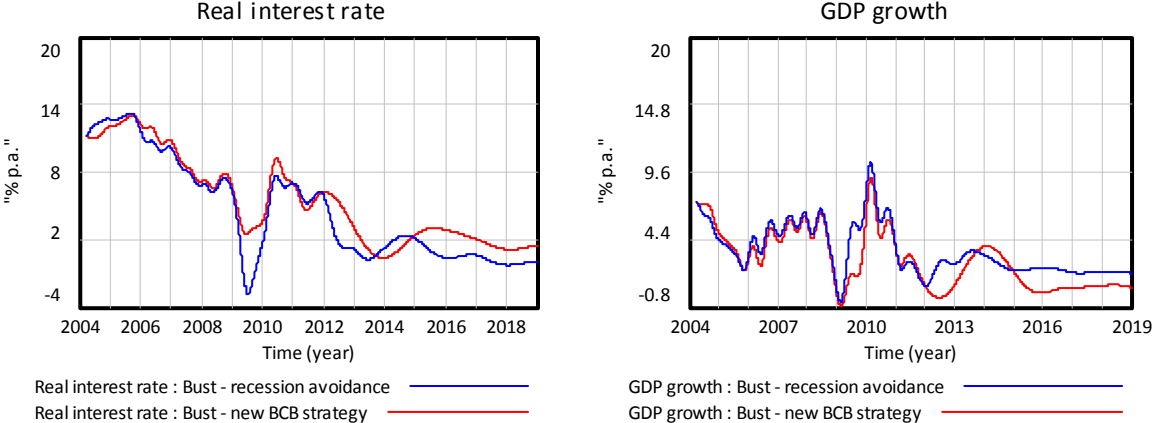 Real interest rate
20
14
8
2
-4
"% p.a."
2004 2006 2008 2010 2012 2014 2016 2018
Time (year)
Real interest rate : Bust - recession avoidance
Real interest rate : Bust - new BCB strategy
GDP growth
20
14.8
9.6
4.4
-0.8
"% p.a."
2004 2007 2010 2013 2016 2019
Time (year)
GDP growth : Bust - recession avoidance
GDP growth : Bust - new BCB strategy